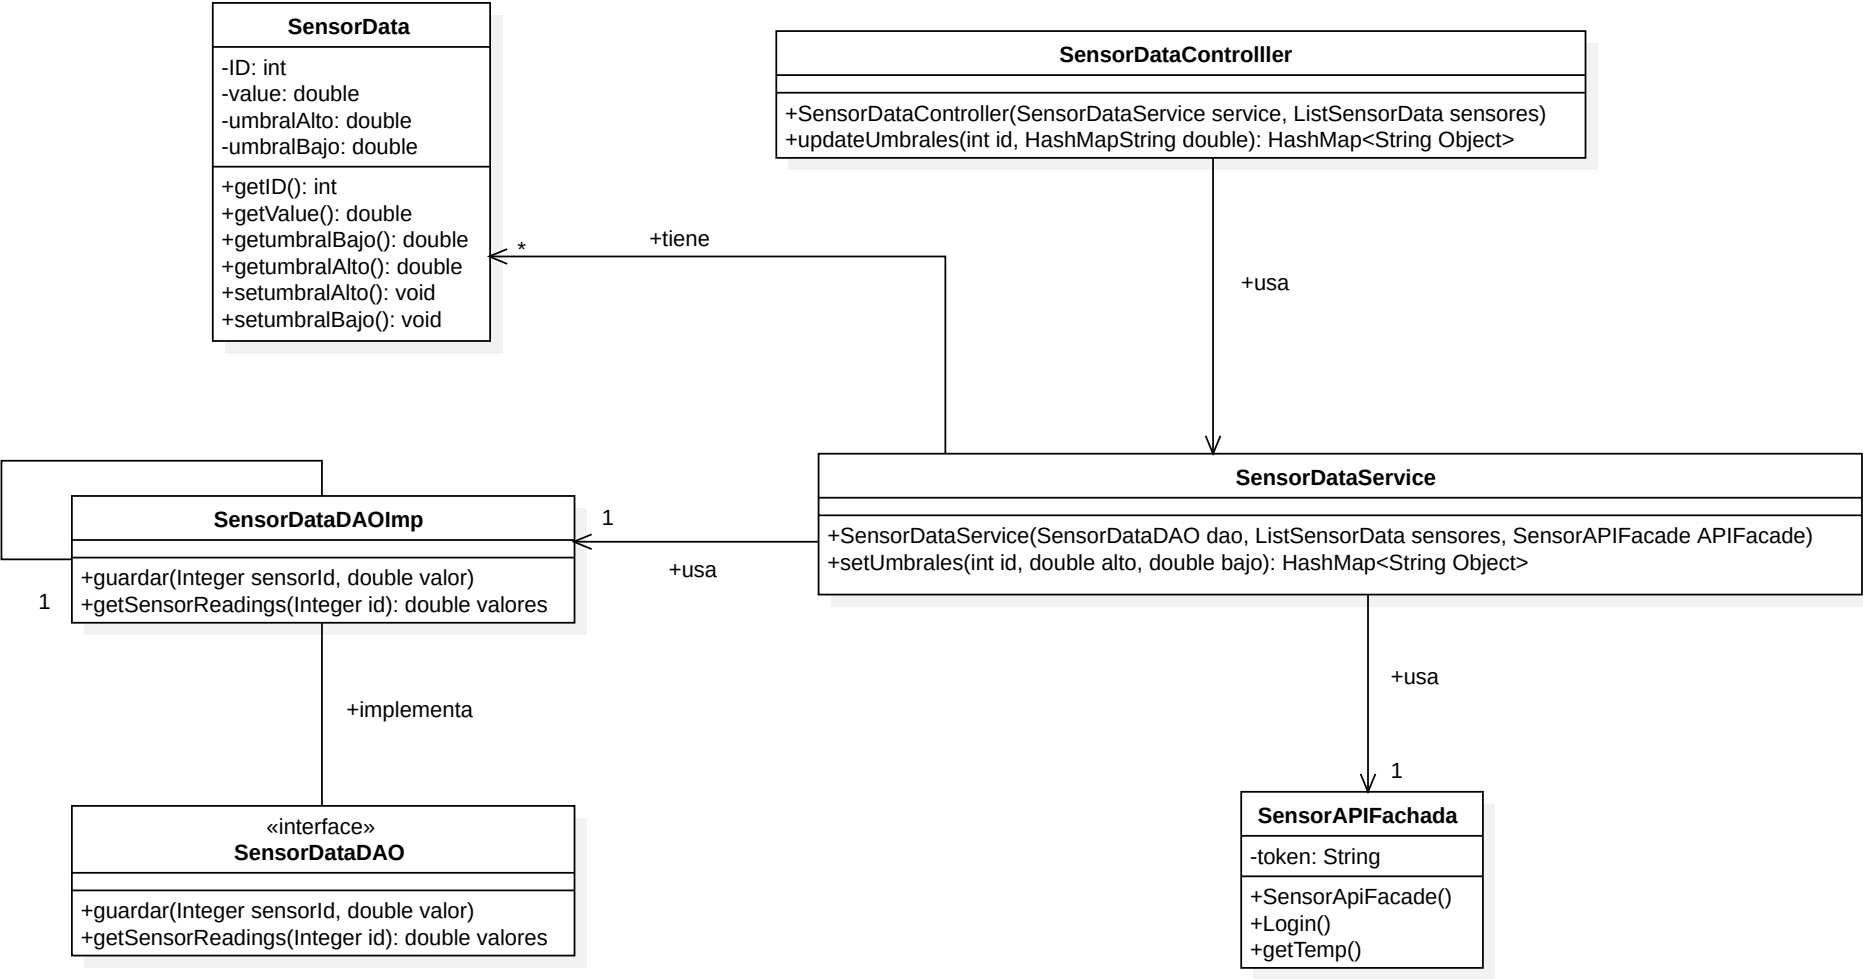 SensorData
-ID: int
-value: double
-umbralAlto: double
-umbralBajo: double
+getID(): int
+getValue(): double
+getumbralBajo(): double
+getumbralAlto(): double
+setumbralAlto(): void
+setumbralBajo(): void
SensorDataControlller
+SensorDataController(SensorDataService service, ListSensorData sensores)
+updateUmbrales(int id, HashMapString double): HashMap<String Object>
*
+tiene
+usa
SensorDataService
+SensorDataService(SensorDataDAO dao, ListSensorData sensores, SensorAPIFacade APIFacade)
+setUmbrales(int id, double alto, double bajo): HashMap<String Object>
1
+usa
SensorDataDAOImp
+guardar(Integer sensorId, double valor)
+getSensorReadings(Integer id): double valores
1
+implementa
«interface»
SensorDataDAO
+guardar(Integer sensorId, double valor)
+getSensorReadings(Integer id): double valores
+usa
1
SensorAPIFachada
-token: String
+SensorApiFacade()
+Login()
+getTemp()